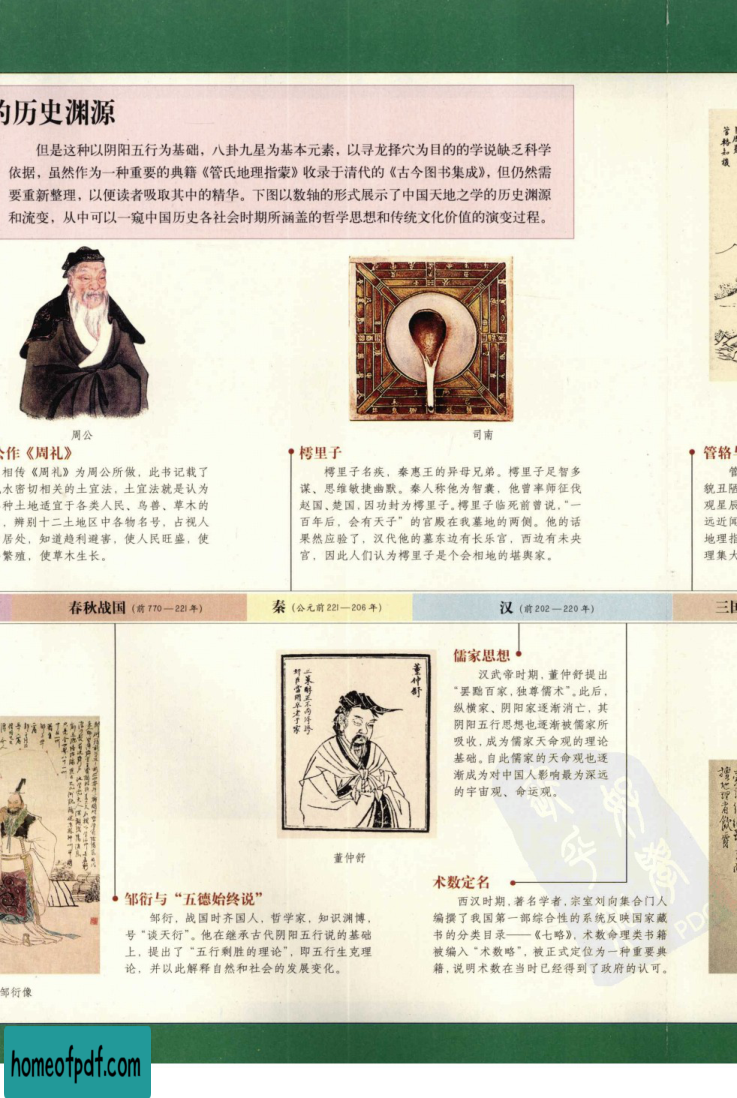 的历史渊源
但是这种以阴阳五行为基础，八卦九星为基本元素，以寻龙择穴为目的的学说缺乏科学
依据，虽然作为一种重要的典籍《管氏地理指蒙》收录于清代的《古今图书集成》，但仍然需
要重新整理，以便读者吸取其中的精华。下图以数轴的形式展示了中国天地之学的历史渊源
和流变，从中可以一窥中国历史各社会时期所涵盖的哲学思想和传统文化价值的演变过程。
周公
司南
公作《周礼》
相传《周礼》为周公所做，此书记载了
水密切相关的土宜法，土宜法就是认为
种土地适宜于各类人民、鸟兽、草木的
，辨别十二土地区中各物名号，占视人
居处，知道趋利避害，使人民旺盛，使
繁殖，使草木生长。
樗里子
樗里子名疾，秦惠王的异母兄弟。樗里子足智多
谋、思维敏捷幽默。秦人称他为智囊，他曾率师征伐
赵国、楚国，因功封为樗里子。樗里子临死前曾说，“一
百年后，会有天子”的宫殿在我墓地的两侧。他的话
果然应验了，汉代他的墓东边有长乐宫，西边有未央
宫，因此人们认为樗里子是个会相地的堪舆家。
管辂与
管
貌丑陋
观星辰
远近闻
地理指
理集大
春秋战国（前770—221年）
秦（公元前221—206年）
汉（前202—220年）
三国
董仲舒
儒家思想
汉武帝时期，董仲舒提出
“罢黜百家，独尊儒术”。此后，
纵横家、阴阳家逐渐消亡，其
阴阳五行思想也逐渐被儒家所
吸收，成为儒家天命观的理论
基础。自此儒家的天命观也逐
渐成为对中国人影响最为深远
的宇宙观、命运观。
董仲舒
邹衍与“五德始终说”
邹衍，战国时齐国人，哲学家，知识渊博，
号“谈天衍”。他在继承古代阴阳五行说的基础
上，提出了“五行剩胜的理论”，即五行生克理
论，并以此解释自然和社会的发展变化。
术数定名
西汉时期，著名学者，宗室刘向集合门人
编撰了我国第一部综合性的系统反映国家藏
书的分类目录——《七略》，术数命理类书籍
被编入“术数略”，被正式定位为一种重要典
籍，说明术数在当时已经得到了政府的认可。
邹衍像
homeofpdf.com